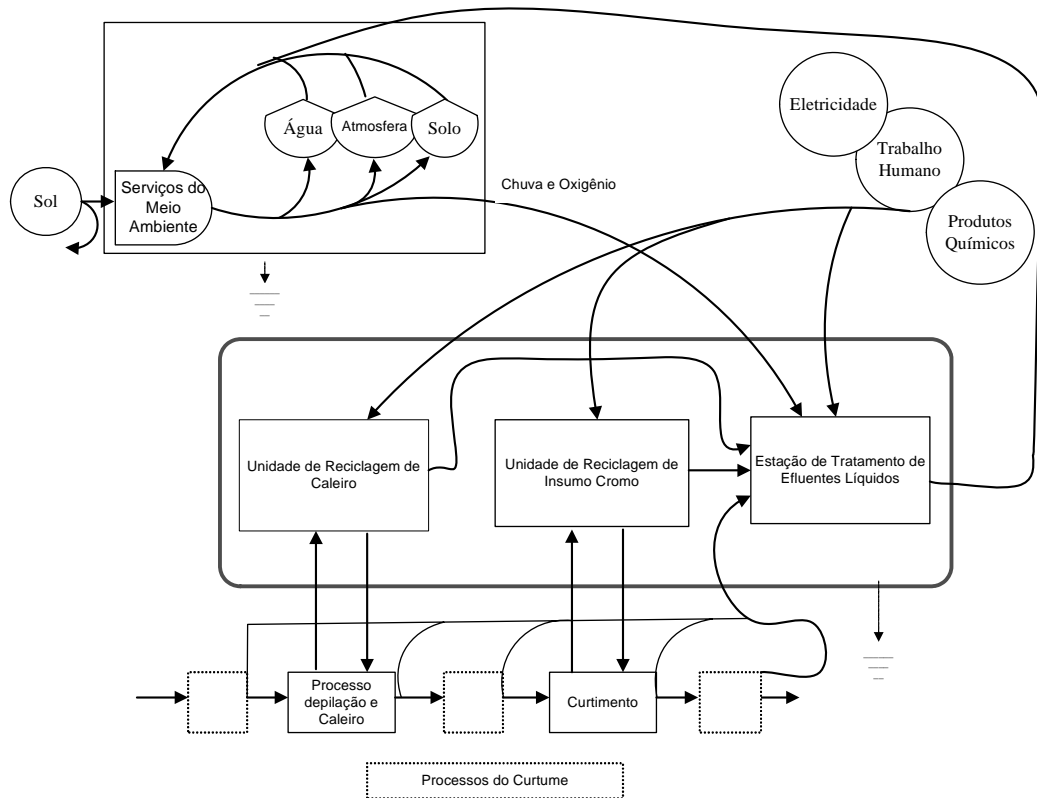 Eletricidade
Água
Atmosfera
Solo
Trabalho
Humano
Sol
Serviços do
Meio
Ambiente
Chuva e Oxigênio
Produtos
Químicos
Unidade de Reciclagem de
Caleiro
Unidade de Reciclagem de
Insumo Cromo
Estação de Tratamento de
Efluentes Líquidos
Processo
depilação e
Caleiro
Curtimento
Processos do Curtume